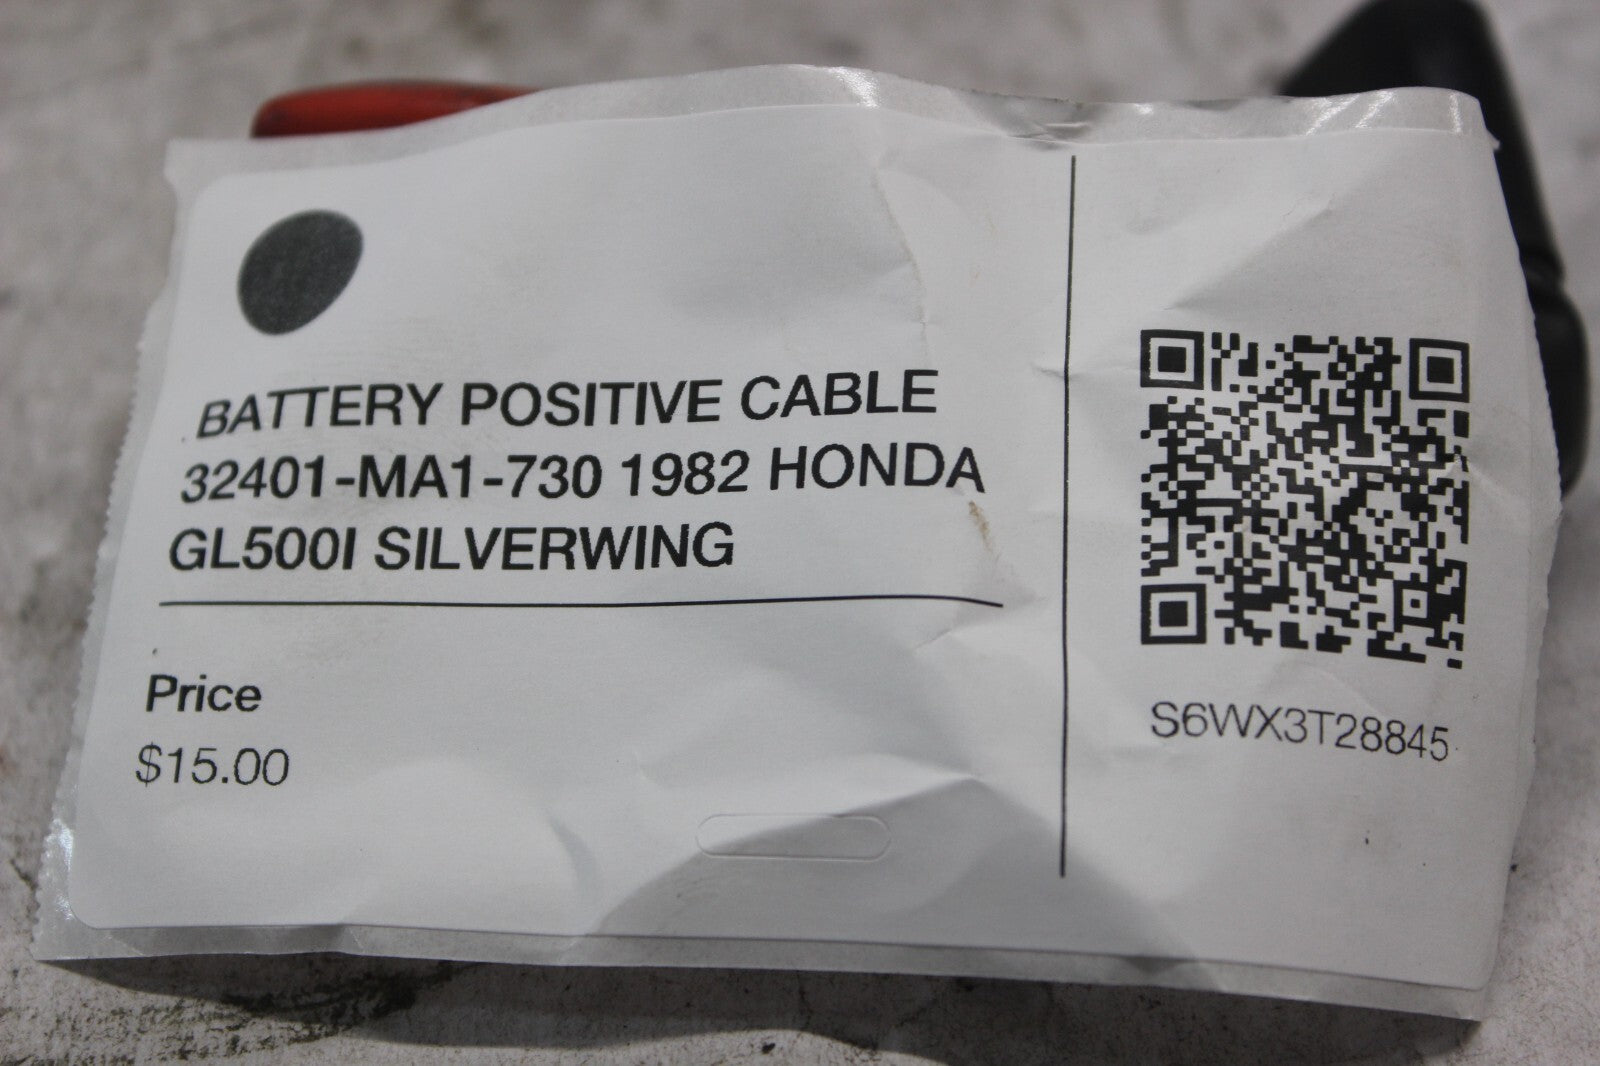 BATTERY POSITIVE CABLE
32401-MA1-730 1982 HONDA
GL500I SILVERWING
Price
$15.00
S6WX3T28845